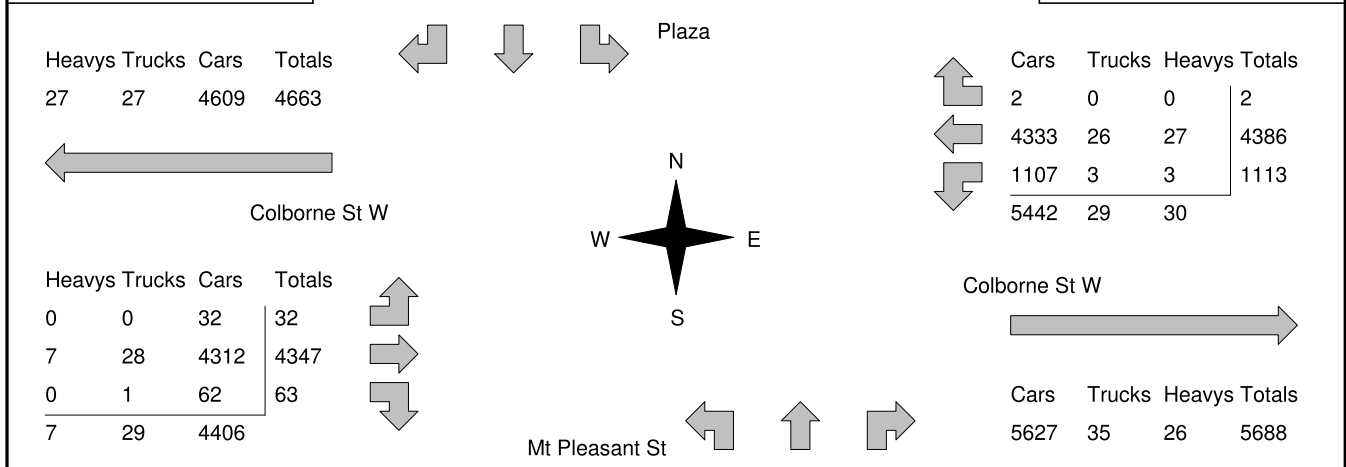 Plaza
Heavys Trucks Cars Totals
27 27 4609 4663
Cars Trucks Heavys Totals
2 0 0 2
4333 26 27 4386
1107 3 3 1113
5442 29 30
Colborne St W
N
W E
S
Heavys Trucks Cars Totals
0 0 32 32
7 28 4312 4347
0 1 62 63
7 29 4406
Colborne St W
Cars Trucks Heavys Totals
5627 35 26 5688
Mt Pleasant St